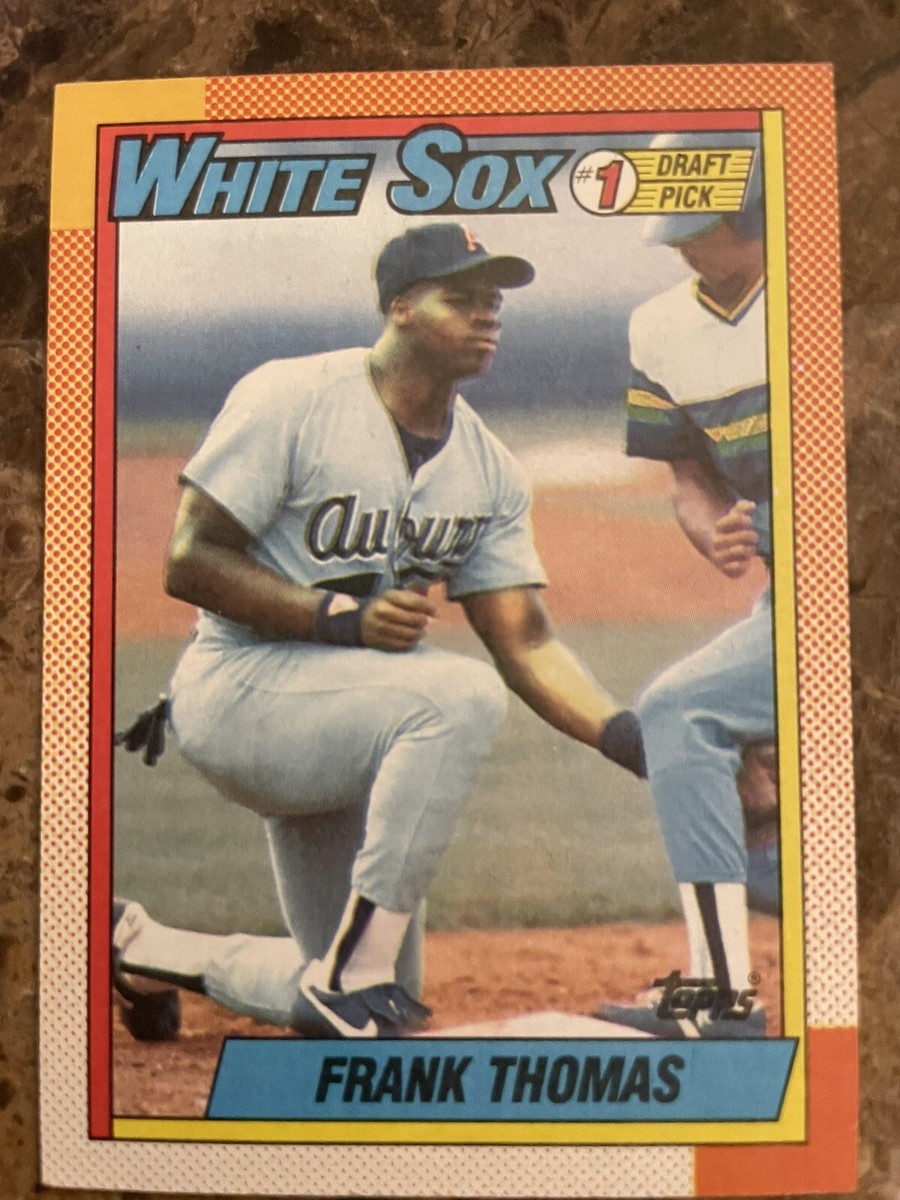 WHITE SOX #1 DRAFT PICK
A
Auburn
topps®
FRANK THOMAS